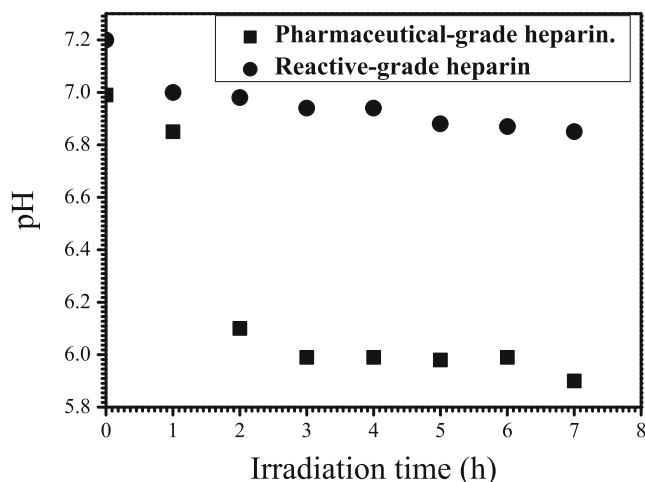 Pharmaceutical-grade heparin.
Reactive-grade heparin
pH
7.2
7.0
6.8
6.6
6.4
6.2
6.0
5.8
0 1 2 3 4 5 6 7 8
Irradiation time (h)